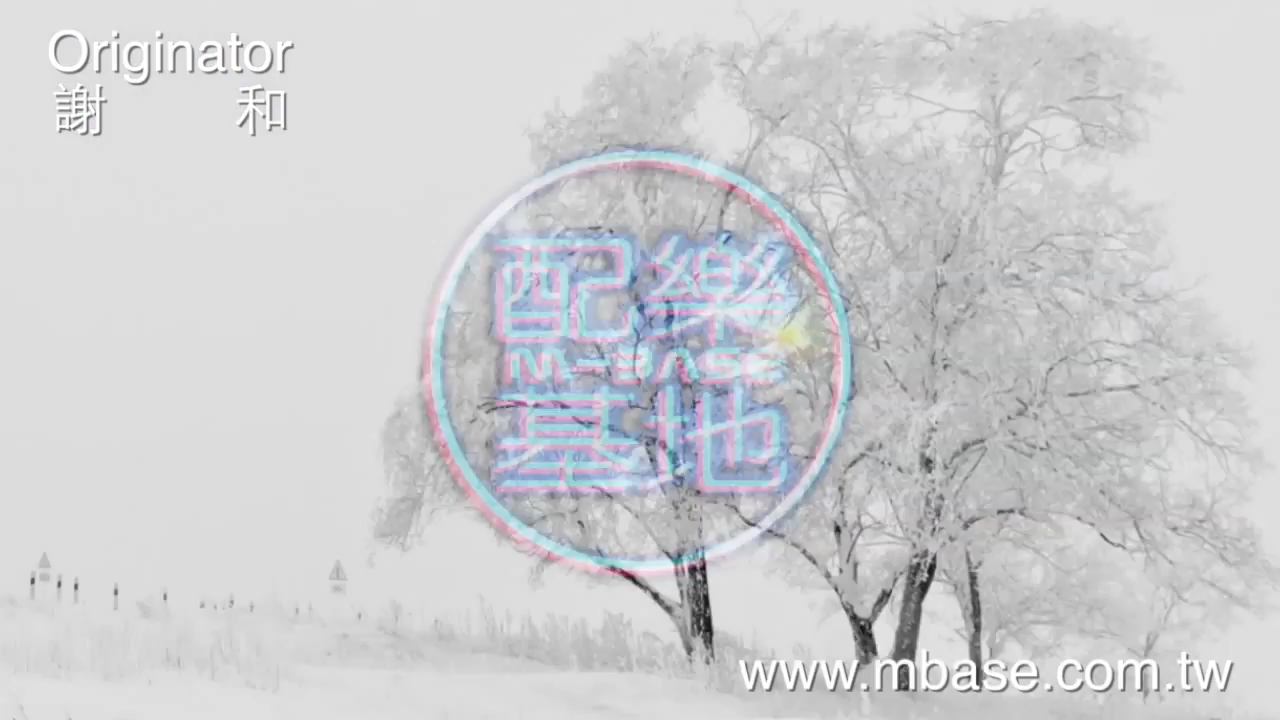 Originator
謝 和
配樂
M-BASE
基地
www.mbase.com.tw